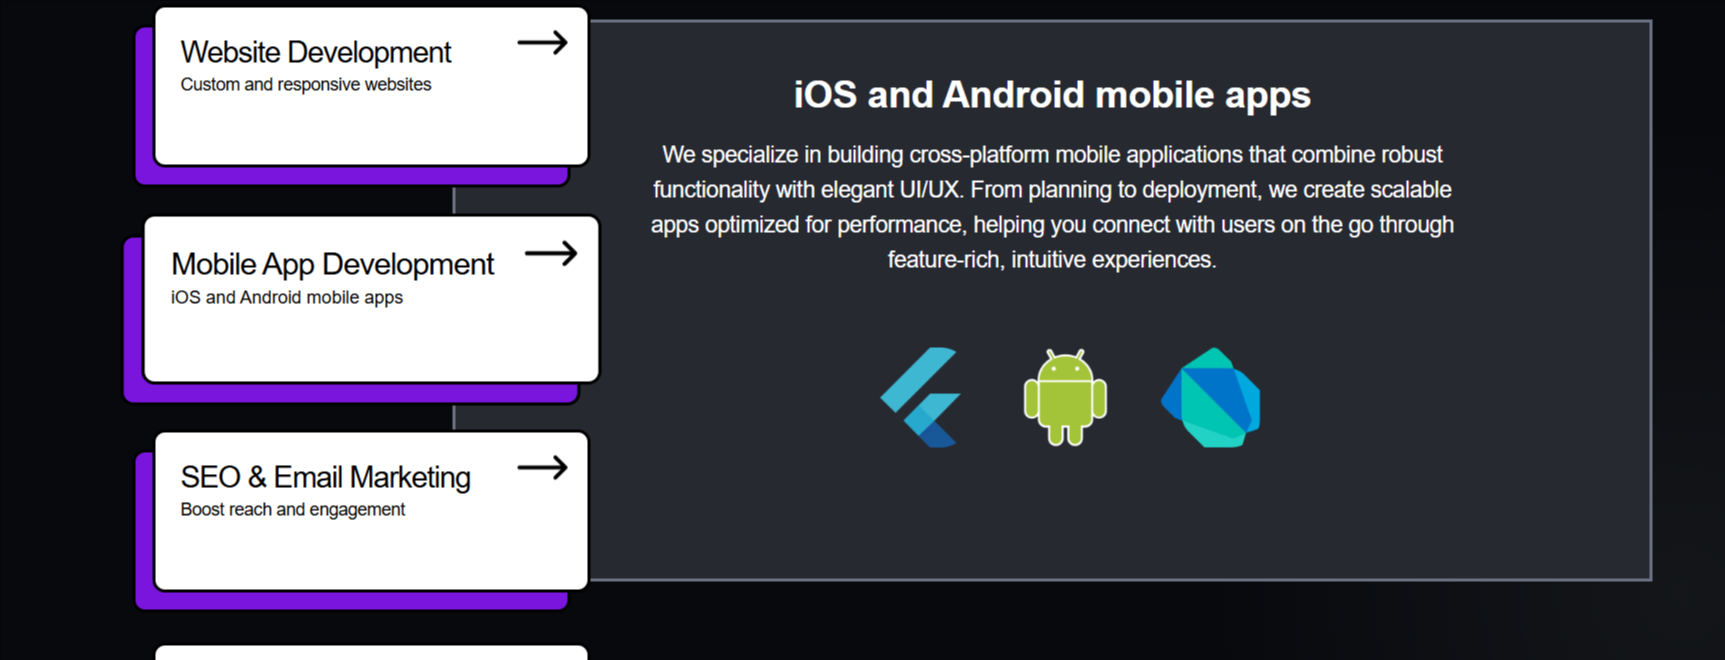 Website Development
Custom and responsive websites
Mobile App Development
iOS and Android mobile apps
SEO & Email Marketing
Boost reach and engagement
iOS and Android mobile apps
We specialize in building cross-platform mobile applications that combine robust
functionality with elegant UI/UX. From planning to deployment, we create scalable
apps optimized for performance, helping you connect with users on the go through
feature-rich, intuitive experiences.